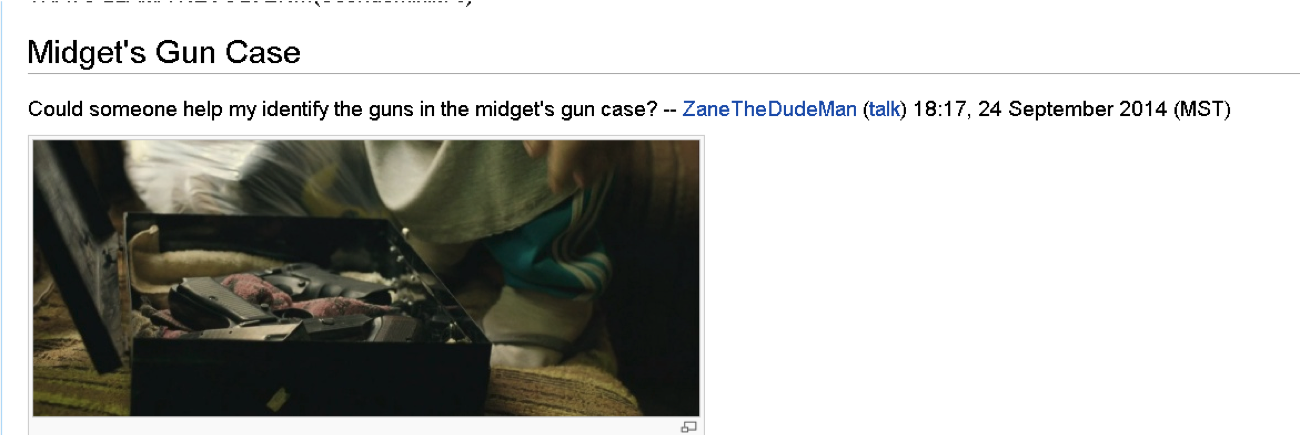 Midget's Gun Case
Could someone help my identify the guns in the midget's gun case? -- ZaneTheDudeMan (talk) 18:17, 24 September 2014 (MST)